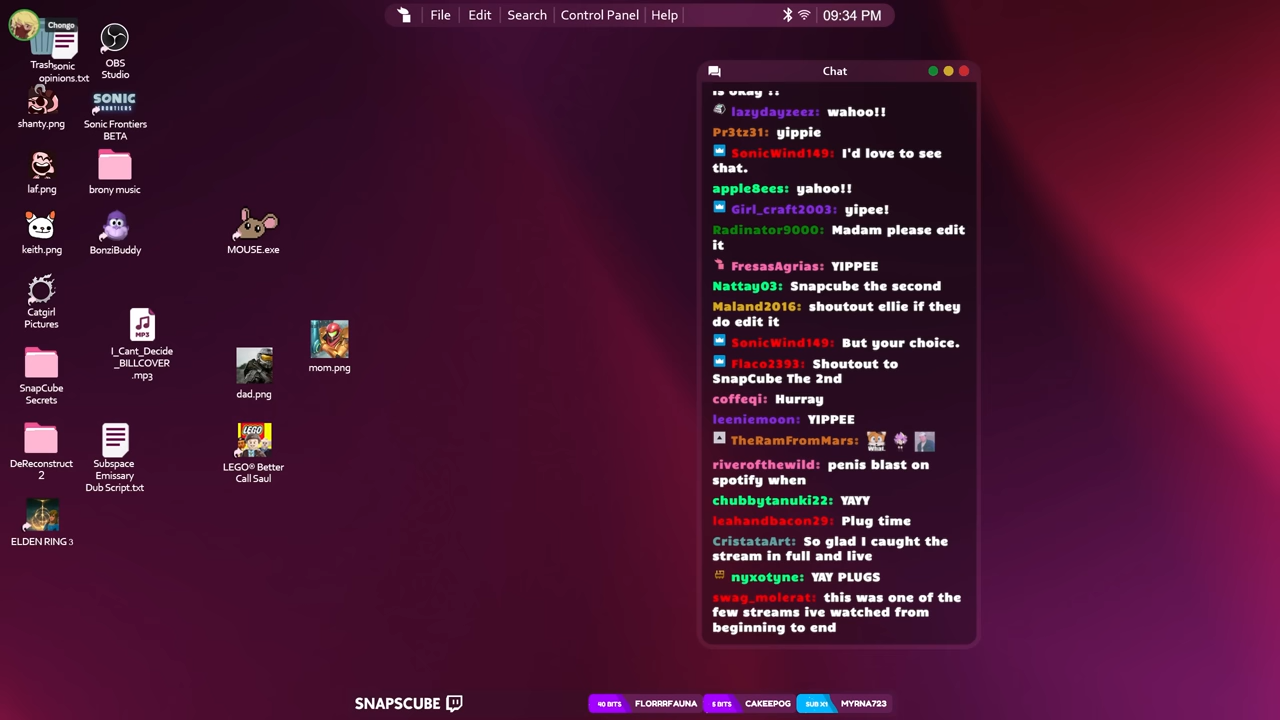 Chongo
File
Edit
Search
Control Panel
Help
09:34 PM
Trash
sonic
opinions.txt
OBS
Studio
shanty.png
SONIC
FRONTIERS
Sonic Frontiers
BETA
laf.png
brony music
keith.png
BonziBuddy
MOUSE.exe
Catgirl
Pictures
MP3
I_Cant_Decide
_BILLCOVER
.mp3
mom.png
dad.png
SnapCube
Secrets
DeReconstruct
2
Subspace
Emissary
Dub Script.txt
LEGO
LEGO® Better
Call Saul
ELDEN RING 3
Chat
is okay !!
lazydayzeez: wahoo!!
Pr3tz31: yippie
SonicWind149: I'd love to see
that.
apple8ees: yahoo!!
Girl_craft2003: yipee!
Radinator9000: Madam please edit
it
FresasAgrias: YIPPEE
Nattay03: Snapcube the second
Maland2016: shoutout ellie if they
do edit it
SonicWind149: But your choice.
Flaco2393: Shoutout to
SnapCube The 2nd
coffeqi: Hurray
leeniemoon: YIPPEE
TheRamFromMars: What
riverofthewild: penis blast on
spotify when
chubbytanuki22: YAYY
leahandbacon29: Plug time
CristataArt: So glad I caught the
stream in full and live
nyxotyne: YAY PLUGS
swag_molerat: this was one of the
few streams ive watched from
beginning to end
SNAPSCUBE
40 BITS FLORRRFAUNA
5 BITS CAKEEPOG
SUB X1 MYRNA723